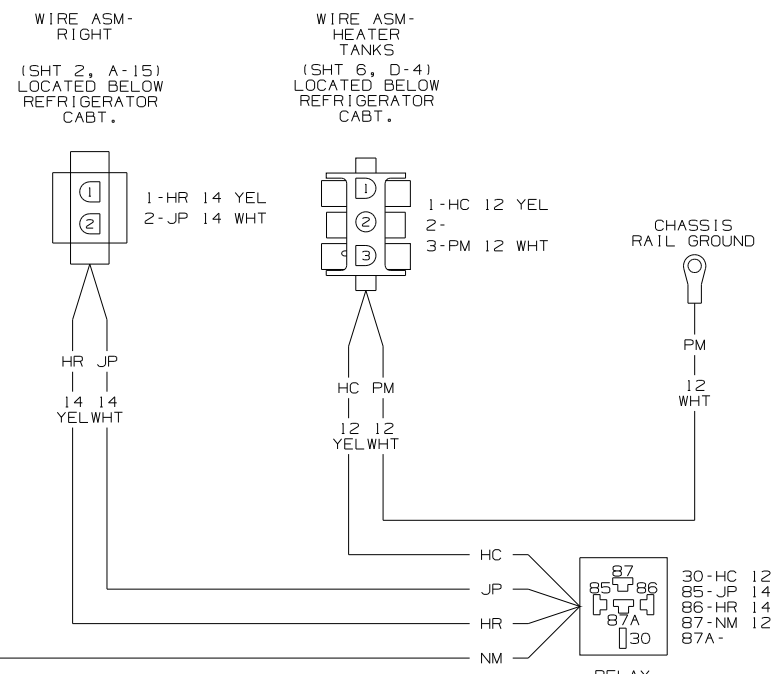 WIRE ASM-
RIGHT
(SHT 2, A-15)
LOCATED BELOW
REFRIGERATOR
CABT.
WIRE ASM-
HEATER
TANKS
(SHT 6, D-4)
LOCATED BELOW
REFRIGERATOR
CABT.
1
2
1-HR 14 YEL
2-JP 14 WHT
1
2
3
1-HC 12 YEL
2-
3-PM 12 WHT
CHASSIS
RAIL GROUND
HR JP
14 14
YEL WHT
HC PM
12 12
YEL WHT
PM
12
WHT
HC
JP
HR
NM
87
85 86
87A
30
30-HC 12
85-JP 14
86-HR 14
87-NM 12
87A-
RELAY